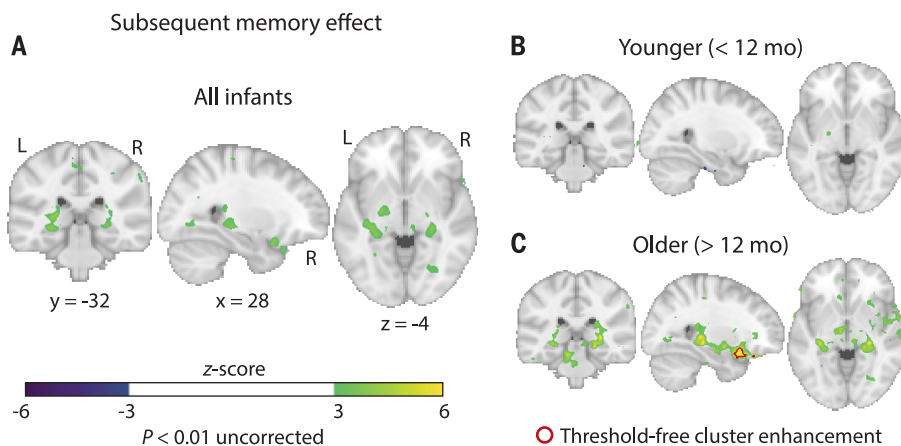 Subsequent memory effect
A
All infants
L
R
R
y = -32
x = 28
z = -4
z-score
-6
-3
3
6
P < 0.01 uncorrected
B
Younger (< 12 mo)
L
R
C
Older (> 12 mo)
Threshold-free cluster enhancement